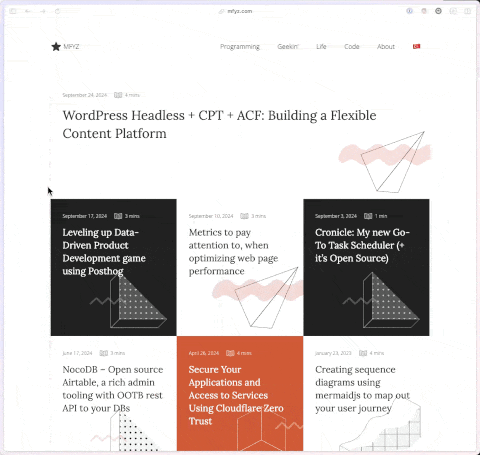 mfyz.com
MFYZ
Programming
Geekin'
Life
Code
About
September 24, 2024
4 mins
WordPress Headless + CPT + ACF: Building a Flexible
Content Platform
September 17, 2024
3 mins
Leveling up Data-
Driven Product
Development game
using Posthog
September 10, 2024
3 mins
Metrics to pay
attention to, when
optimizing web page
performance
September 3, 2024
1 min
Cronicle: My new Go-
To Task Scheduler (+
it's Open Source)
June 17, 2024
3 mins
NocoDB – Open source
Airtable, a rich admin
tooling with OOTB rest
API to your DBs
April 26, 2024
4 mins
Secure Your
Applications and
Access to Services
Using Cloudflare Zero
Trust
January 23, 2023
4 mins
Creating sequence
diagrams using
mermaidjs to map out
your user journey